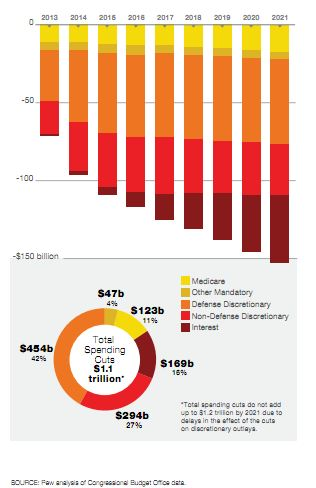 2013 2014 2015 2016 2017 2018 2019 2020 2021
0
-50
-100
-$150 billion
Medicare
Other Mandatory
Defense Discretionary
Non-Defense Discretionary
Interest
$47b
4%
$123b
11%
$454b
42%
Total
Spending
Cuts
$1.1
trillion*
$169b
16%
$294b
27%
*Total spending cuts do not add
up to $1.2 trillion by 2021 due to
delays in the effect of the cuts
on discretionary outlays.
SOURCE: Pew analysis of Congressional Budget Office data.